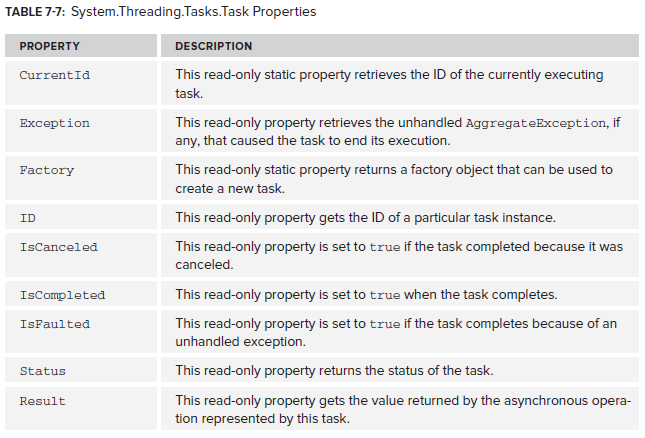 TABLE 7-7: System.Threading.Tasks.Task Properties
PROPERTY DESCRIPTION
CurrentId This read-only static property retrieves the ID of the currently executing
task.
Exception This read-only property retrieves the unhandled AggregateException, if
any, that caused the task to end its execution.
Factory This read-only static property returns a factory object that can be used to
create a new task.
ID This read-only property gets the ID of a particular task instance.
IsCanceled This read-only property is set to true if the task completed because it was
canceled.
IsCompleted This read-only property is set to true when the task completes.
IsFaulted This read-only property is set to true if the task completes because of an
unhandled exception.
Status This read-only property returns the status of the task.
Result This read-only property gets the value returned by the asynchronous opera-
tion represented by this task.